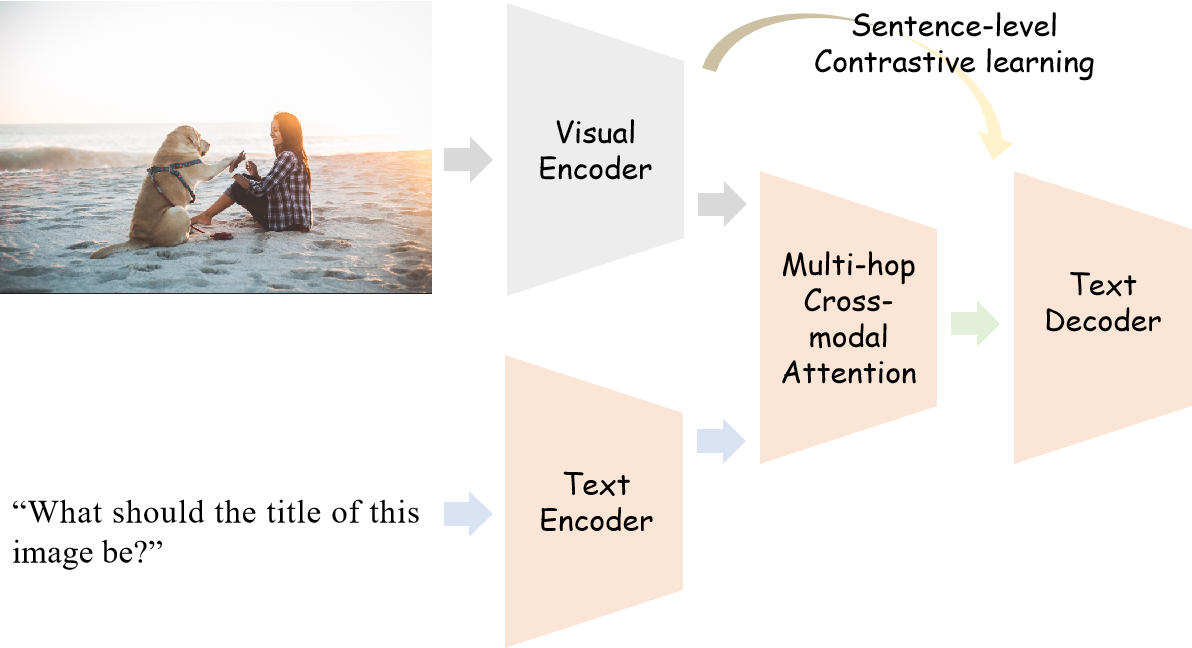 Sentence-level
Contrastive learning
Visual
Encoder
Multi-hop
Cross-
modal
Attention
Text
Decoder
Text
Encoder
“What should the title of this
image be?”